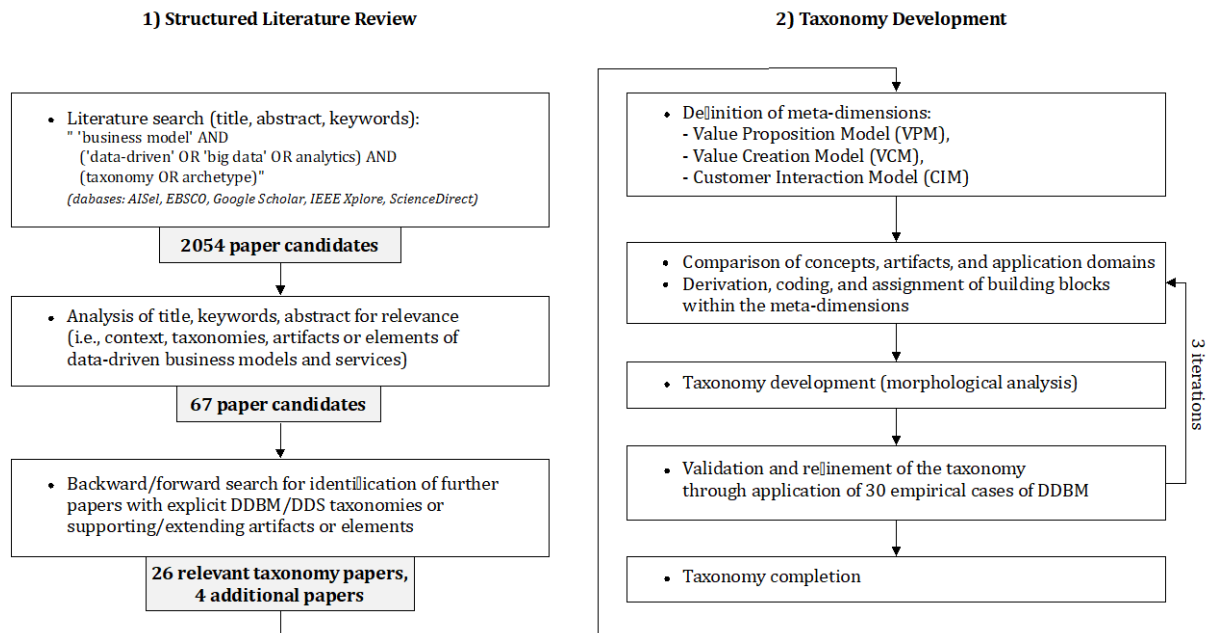 1) Structured Literature Review
• Literature search (title, abstract, keywords):
" 'business model' AND
('data-driven' OR 'big data' OR analytics) AND
(taxonomy OR archetype)"
(dabases: AISel, EBSCO, Google Scholar, IEEE Xplore, ScienceDirect)
2054 paper candidates
• Analysis of title, keywords, abstract for relevance
(i.e., context, taxonomies, artifacts or elements of
data-driven business models and services)
67 paper candidates
• Backward/forward search for identi▯ication of further
papers with explicit DDBM/DDS taxonomies or
supporting/extending artifacts or elements
26 relevant taxonomy papers,
4 additional papers
2) Taxonomy Development
• De▯inition of meta-dimensions:
- Value Proposition Model (VPM),
- Value Creation Model (VCM),
- Customer Interaction Model (CIM)
• Comparison of concepts, artifacts, and application domains
• Derivation, coding, and assignment of building blocks
within the meta-dimensions
• Taxonomy development (morphological analysis)
• Validation and re▯inement of the taxonomy
through application of 30 empirical cases of DDBM
3 iterations
• Taxonomy completion